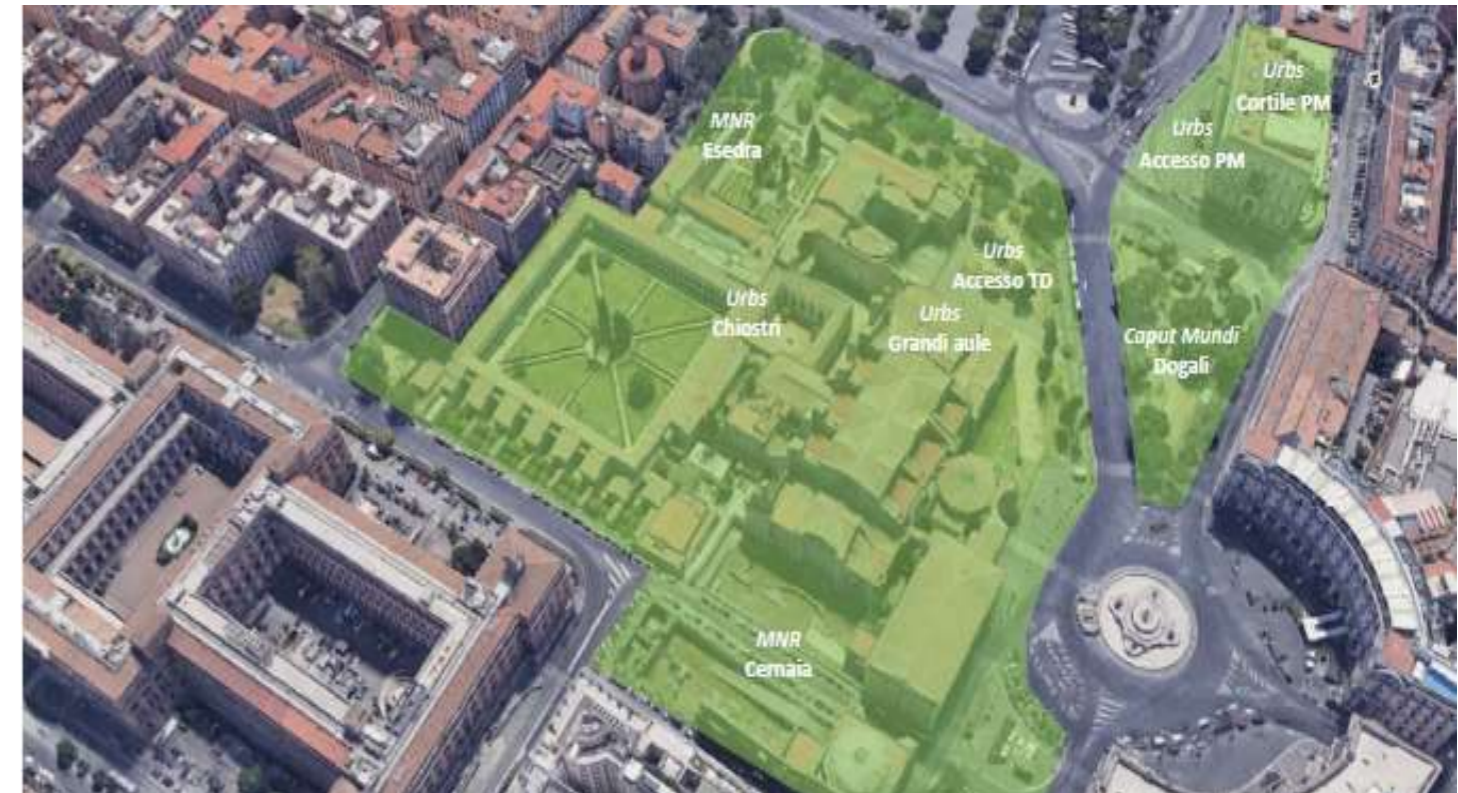 Urbs
Cortile PM
MNR
Esedra
Urbs
Accesso PM
Urbs
Accesso TD
Urbs
Chiostri
Urbs
Grandi aule
Caput Mundi
Dogali
MNR
Cernaia